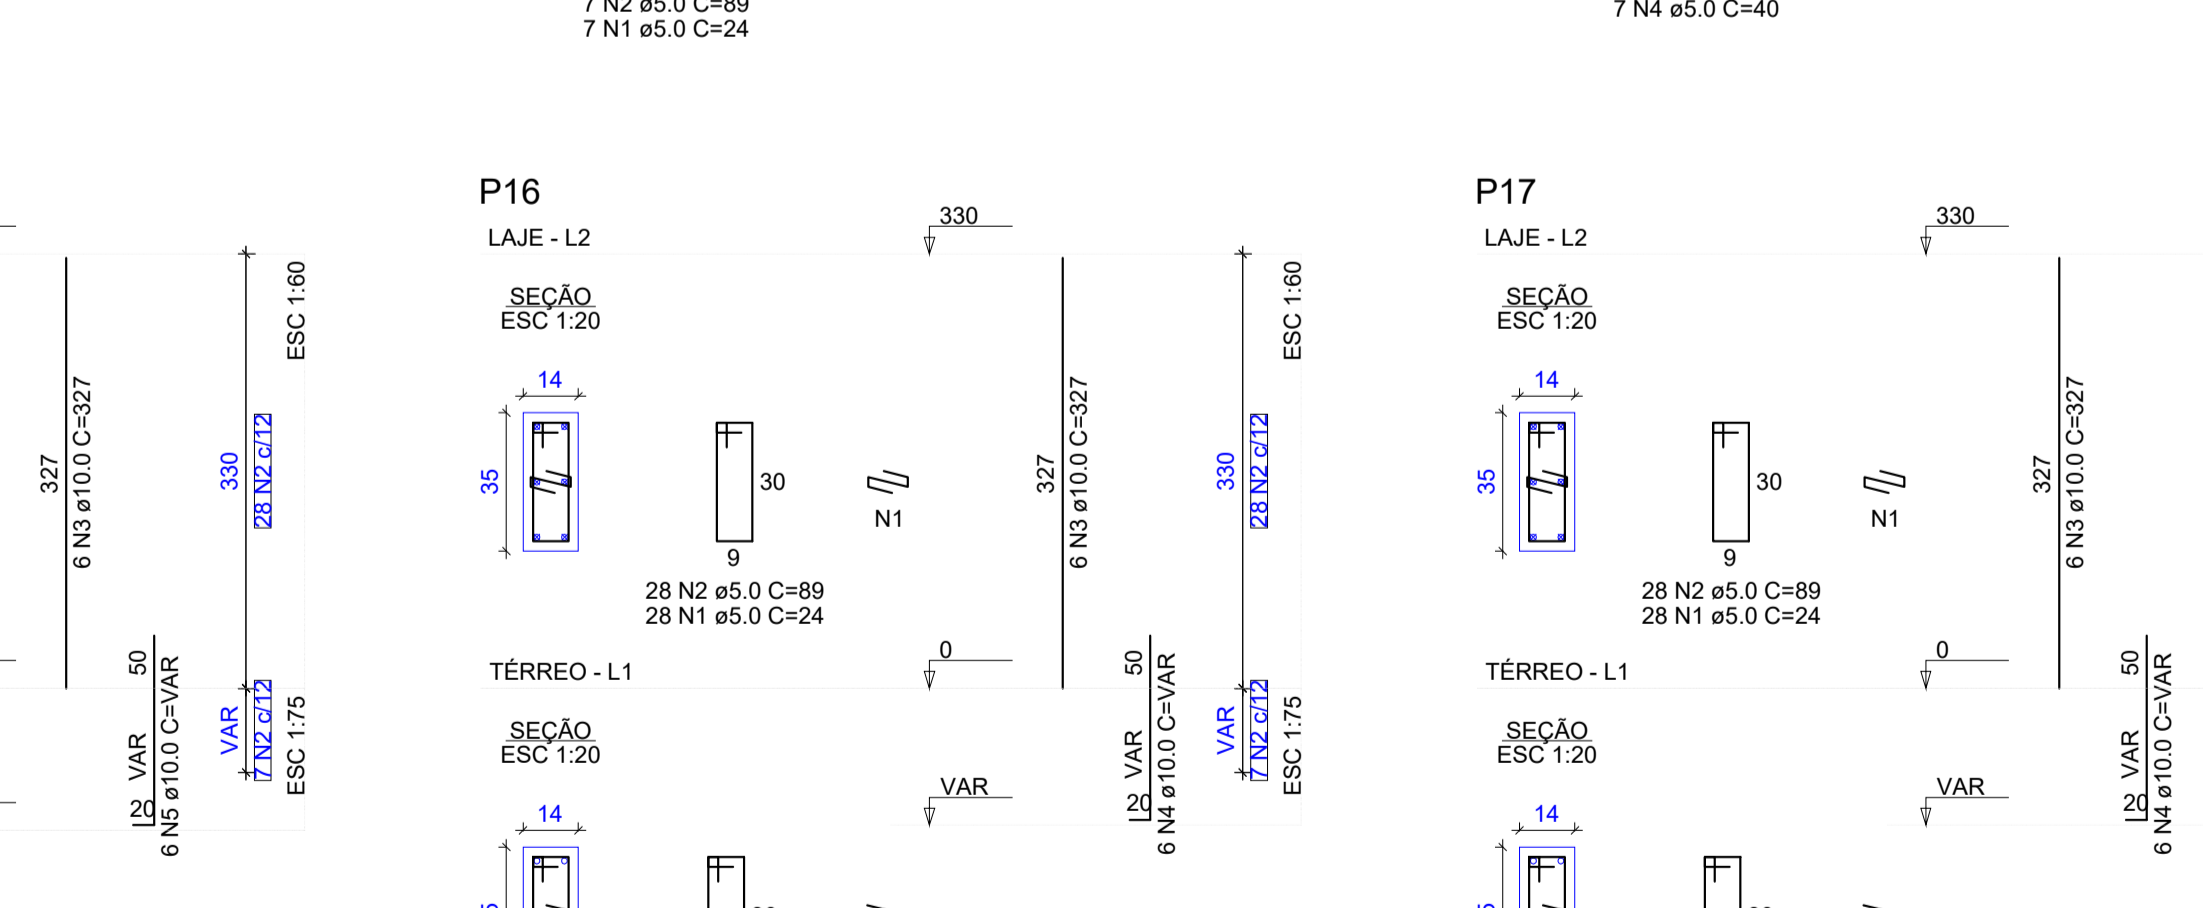 7 N2 ø5.0 C=89
7 N1 ø5.0 C=24
7 N4 ø5.0 C=40
327
6 N3 ø10.0 C=327
330
28 N2 c/12
ESC 1:60
50
VAR
20
6 N5 ø10.0 C=VAR
VAR
7 N2 c/12
ESC 1:75
P16
LAJE - L2
330
SEÇÃO
ESC 1:20
14
35
30
9
N1
28 N2 ø5.0 C=89
28 N1 ø5.0 C=24
327
6 N3 ø10.0 C=327
330
28 N2 c/12
ESC 1:60
TÉRREO - L1
0
SEÇÃO
ESC 1:20
VAR
14
50
VAR
20
6 N4 ø10.0 C=VAR
VAR
7 N2 c/12
ESC 1:75
P17
LAJE - L2
330
SEÇÃO
ESC 1:20
14
35
30
9
N1
28 N2 ø5.0 C=89
28 N1 ø5.0 C=24
327
6 N3 ø10.0 C=327
TÉRREO - L1
0
SEÇÃO
ESC 1:20
VAR
14
50
VAR
20
6 N4 ø10.0 C=VAR